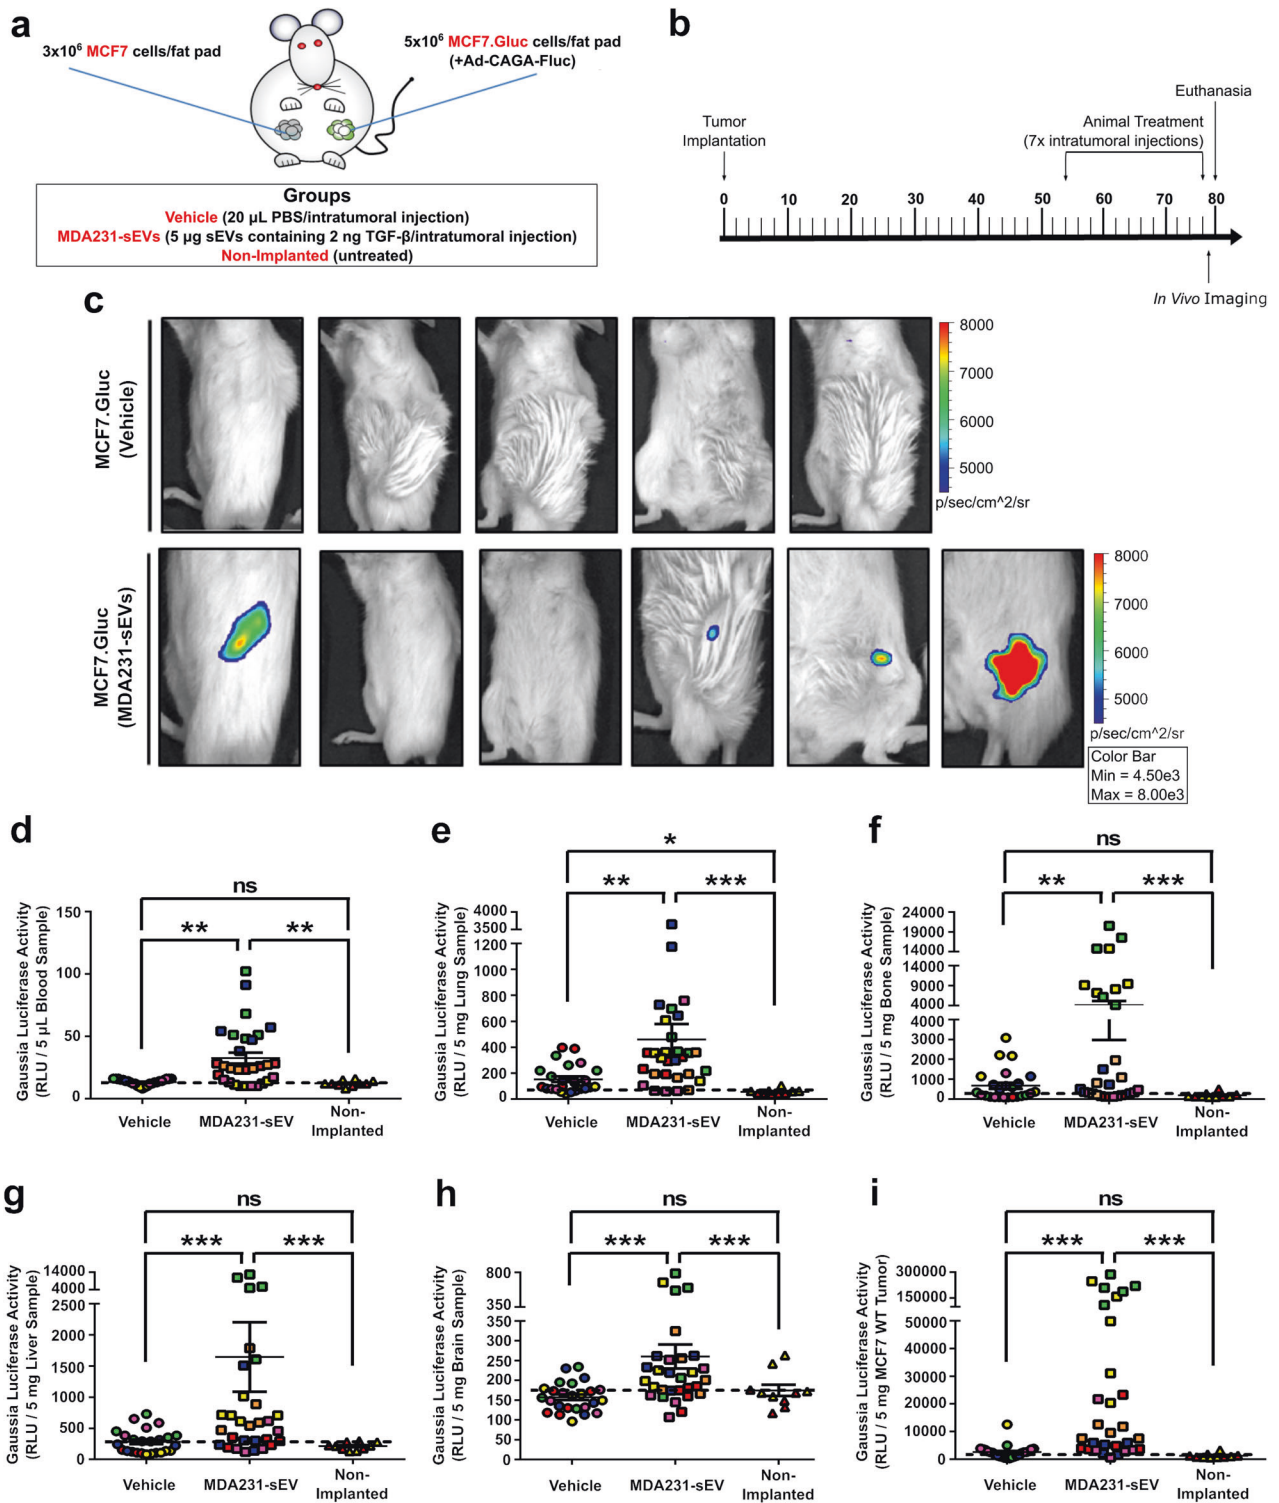 a
3x10⁶ MCF7 cells/fat pad
5x10⁶ MCF7.Gluc cells/fat pad
(+Ad-CAGA-Fluc)
Groups
Vehicle (20 µL PBS/intratumoral injection)
MDA231-sEVs (5 µg sEVs containing 2 ng TGF-β/intratumoral injection)
Non-Implanted (untreated)
b
Euthanasia
Tumor
Implantation
Animal Treatment
(7x intratumoral injections)
0 10 20 30 40 50 60 70 80
In Vivo Imaging
c
MCF7.Gluc
(Vehicle)
8000
7000
6000
5000
p/sec/cm^2/sr
MCF7.Gluc
(MDA231-sEVs)
8000
7000
6000
5000
p/sec/cm^2/sr
Color Bar
Min = 4.50e3
Max = 8.00e3
d
Gaussia Luciferase Activity
(RLU / 5 µL Blood Sample)
ns
** **
150
100
50
0
Vehicle MDA231-sEV Non-
Implanted
e
Gaussia Luciferase Activity
(RLU / 5 mg Lung Sample)
*
** ***
4000
3500
1200
1000
800
600
400
200
0
Vehicle MDA231-sEV Non-
Implanted
f
Gaussia Luciferase Activity
(RLU / 5 mg Bone Sample)
ns
** ***
24000
19000
14000
14000
9000
4000
4000
3000
2000
1000
0
Vehicle MDA231-sEV Non-
Implanted
g
Gaussia Luciferase Activity
(RLU / 5 mg Liver Sample)
ns
*** ***
14000
4000
2500
2000
1500
1000
500
0
Vehicle MDA231-sEV Non-
Implanted
h
Gaussia Luciferase Activity
(RLU / 5 mg Brain Sample)
ns
*** ***
800
350
350
300
250
200
150
100
50
0
Vehicle MDA231-sEV Non-
Implanted
i
Gaussia Luciferase Activity
(RLU / 5 mg MCF7 WT Tumor)
ns
*** ***
300000
150000
50000
40000
30000
20000
10000
0
Vehicle MDA231-sEV Non-
Implanted